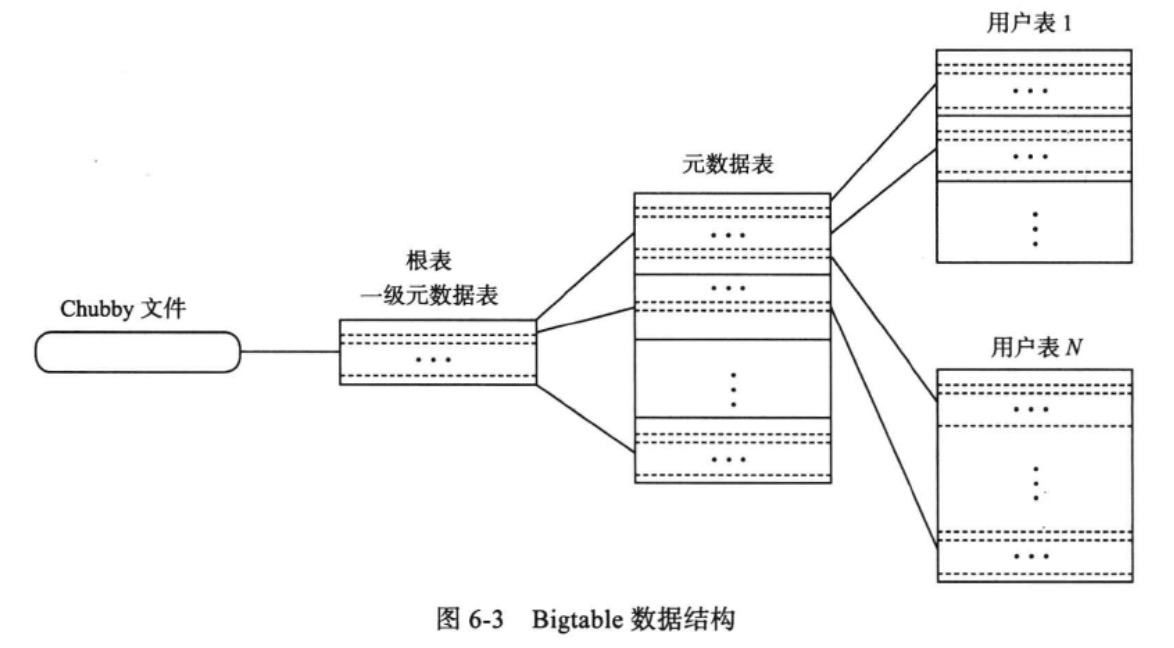 用户表 1
元数据表
根表
一级元数据表
Chubby 文件
用户表 N
图 6-3 Bigtable 数据结构